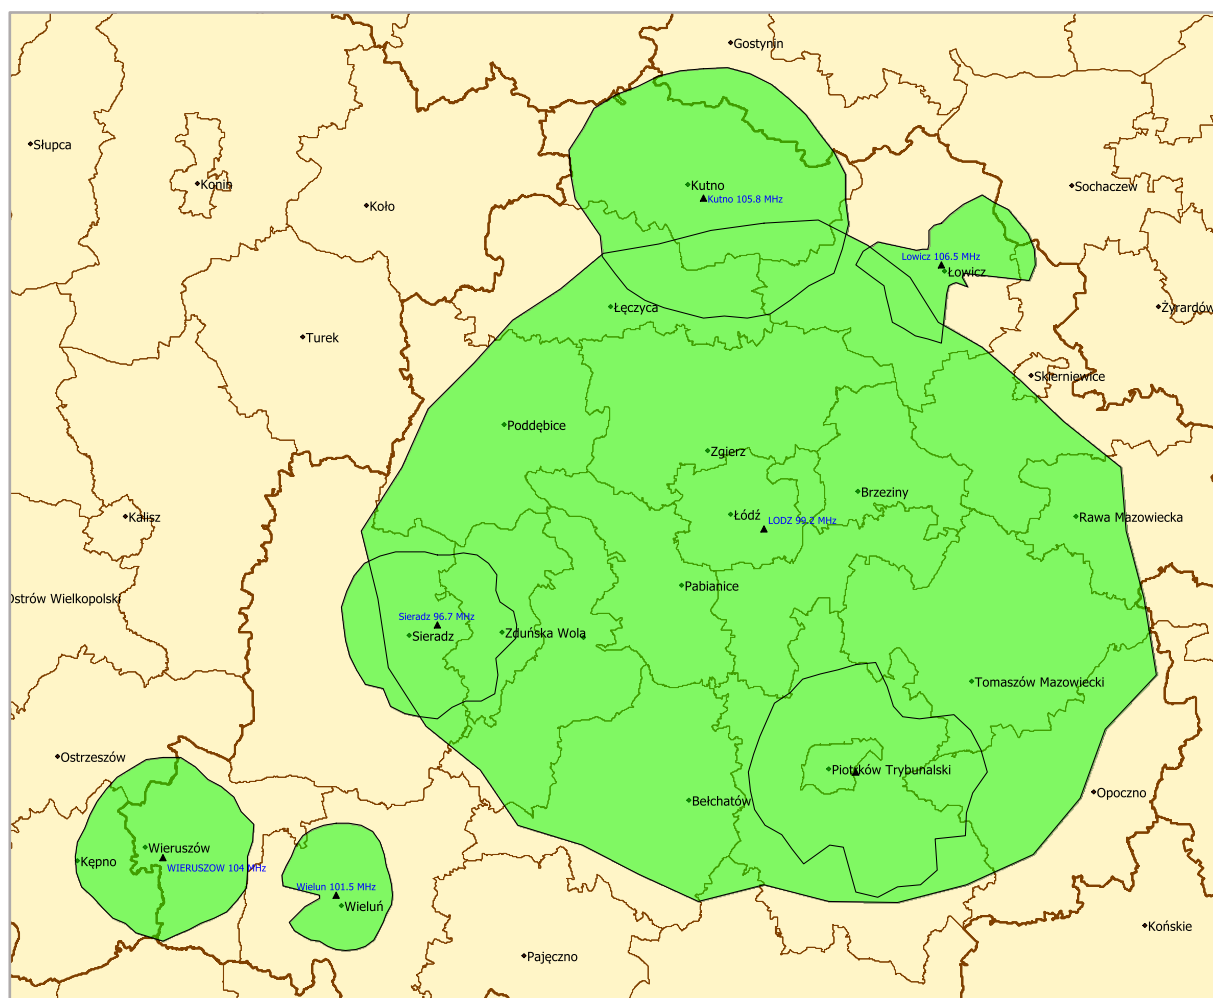 Gostynin
Słupca
Konin
Kutno
Sochaczew
Kutno 105.8 MHz
Koło
Lowicz 106.5 MHz
Łowicz
Łęczyca
Żyrardów
Turek
Skierniewice
Poddębice
Zgierz
Brzeziny
Kalisz
Łódź
LODZ 99.2 MHz
Rawa Mazowiecka
Pabianice
Ostrów Wielkopolski
Sieradz 96.7 MHz
Sieradz
Zduńska Wola
Tomaszów Mazowiecki
Ostrzeszów
Piotrków Trybunalski
Opoczno
Bełchatów
Wieruszów
Kępno
WIERUSZOW 104 MHz
Wielun 101.5 MHz
Wieluń
Końskie
Pajęczno